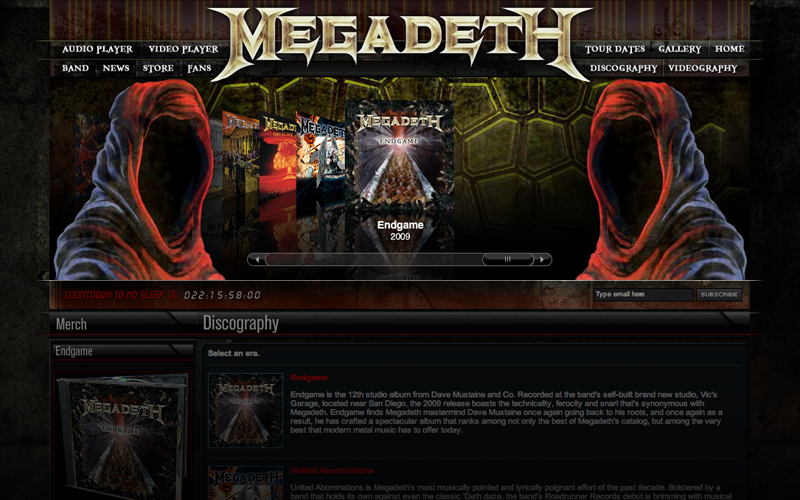 MEGADETH
AUDIO PLAYER VIDEO PLAYER
TOUR DATES GALLERY HOME
BAND NEWS STORE FANS
DISCOGRAPHY VIDEOGRAPHY
MEGADETH
ENDGAME
Endgame
2009
COUNTDOWN TO NO SLEEP TIL 022:15:58:00
Type email here
SUBSCRIBE
Merch
Discography
Endgame
Select an era.
MEGADETH
ENDGAME
MEGADETH
Endgame
Endgame is the 12th studio album from Dave Mustaine and Co. Recorded at the band's self-built brand new studio, Vic's
Garage, located near San Diego, the 2009 release boasts the technicality, ferocity and snarl that's synonymous with
Megadeth. Endgame finds Megadeth mastermind Dave Mustaine once again going back to his roots, and once again as a
result, he has crafted a spectacular album that ranks among not only the best of Megadeth's catalog, but among the very
best that modern metal music has to offer today.
MEGADETH
United Abominations
United Abominations is Megadeth's most musically pointed and lyrically poignant effort of the past decade. Bolstered by a
band that holds its own against even the classic 'Deth daze, the band's Roadrunner Records debut is brimming with musical